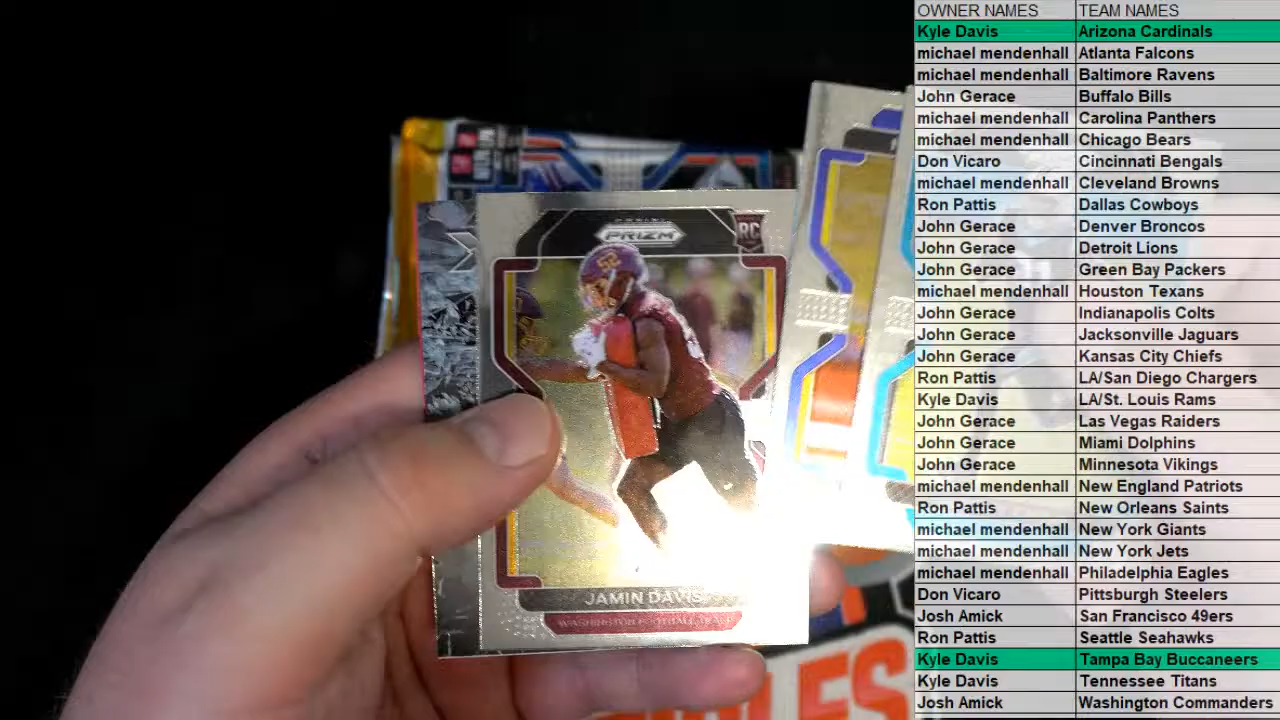 OWNER NAMES TEAM NAMES
Kyle Davis Arizona Cardinals
michael mendenhall Atlanta Falcons
michael mendenhall Baltimore Ravens
John Gerace Buffalo Bills
michael mendenhall Carolina Panthers
michael mendenhall Chicago Bears
Don Vicaro Cincinnati Bengals
michael mendenhall Cleveland Browns
Ron Pattis Dallas Cowboys
John Gerace Denver Broncos
John Gerace Detroit Lions
John Gerace Green Bay Packers
michael mendenhall Houston Texans
John Gerace Indianapolis Colts
John Gerace Jacksonville Jaguars
John Gerace Kansas City Chiefs
Ron Pattis LA/San Diego Chargers
Kyle Davis LA/St. Louis Rams
John Gerace Las Vegas Raiders
John Gerace Miami Dolphins
John Gerace Minnesota Vikings
michael mendenhall New England Patriots
Ron Pattis New Orleans Saints
michael mendenhall New York Giants
michael mendenhall New York Jets
michael mendenhall Philadelphia Eagles
Don Vicaro Pittsburgh Steelers
Josh Amick San Francisco 49ers
Ron Pattis Seattle Seahawks
Kyle Davis Tampa Bay Buccaneers
Kyle Davis Tennessee Titans
Josh Amick Washington Commanders
PANINI
PRIZM
RC
JAMIN DAVIS
WASHINGTON FOOTBALL TEAM